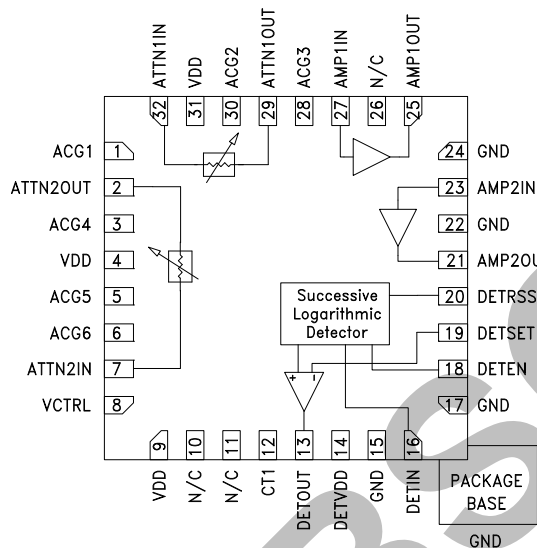 ATTN1IN
VDD
ACG2
ATTN1OUT
ACG3
AMP1IN
N/C
AMP1OUT
32
31
30
29
28
27
26
25
ACG1 1
ATTN2OUT 2
ACG4 3
VDD 4
ACG5 5
ACG6 6
ATTN2IN 7
VCTRL 8
24 GND
23 AMP2IN
22 GND
21 AMP2OU
20 DETRSS
19 DETSET
18 DETEN
17 GND
Successive
Logarithmic
Detector
+ -
9
10
11
12
13
14
15
16
VDD
N/C
N/C
CT1
DETOUT
DETVDD
GND
DETIN
PACKAGE
BASE
GND